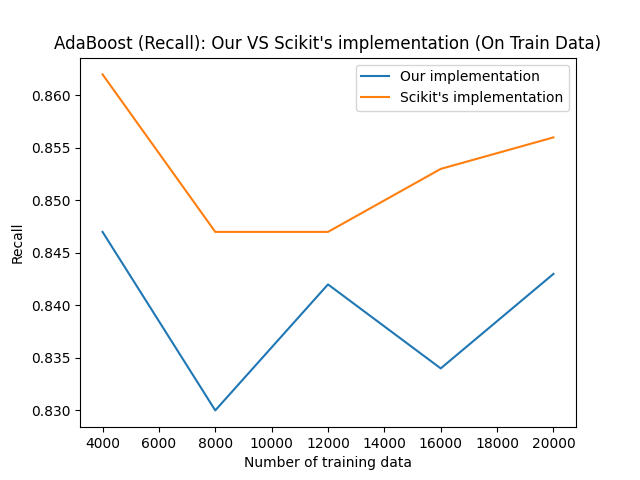 AdaBoost (Recall): Our VS Scikit's implementation (On Train Data)
Our implementation
Scikit's implementation
0.860
0.855
0.850
0.845
0.840
0.835
0.830
Recall
4000 6000 8000 10000 12000 14000 16000 18000 20000
Number of training data